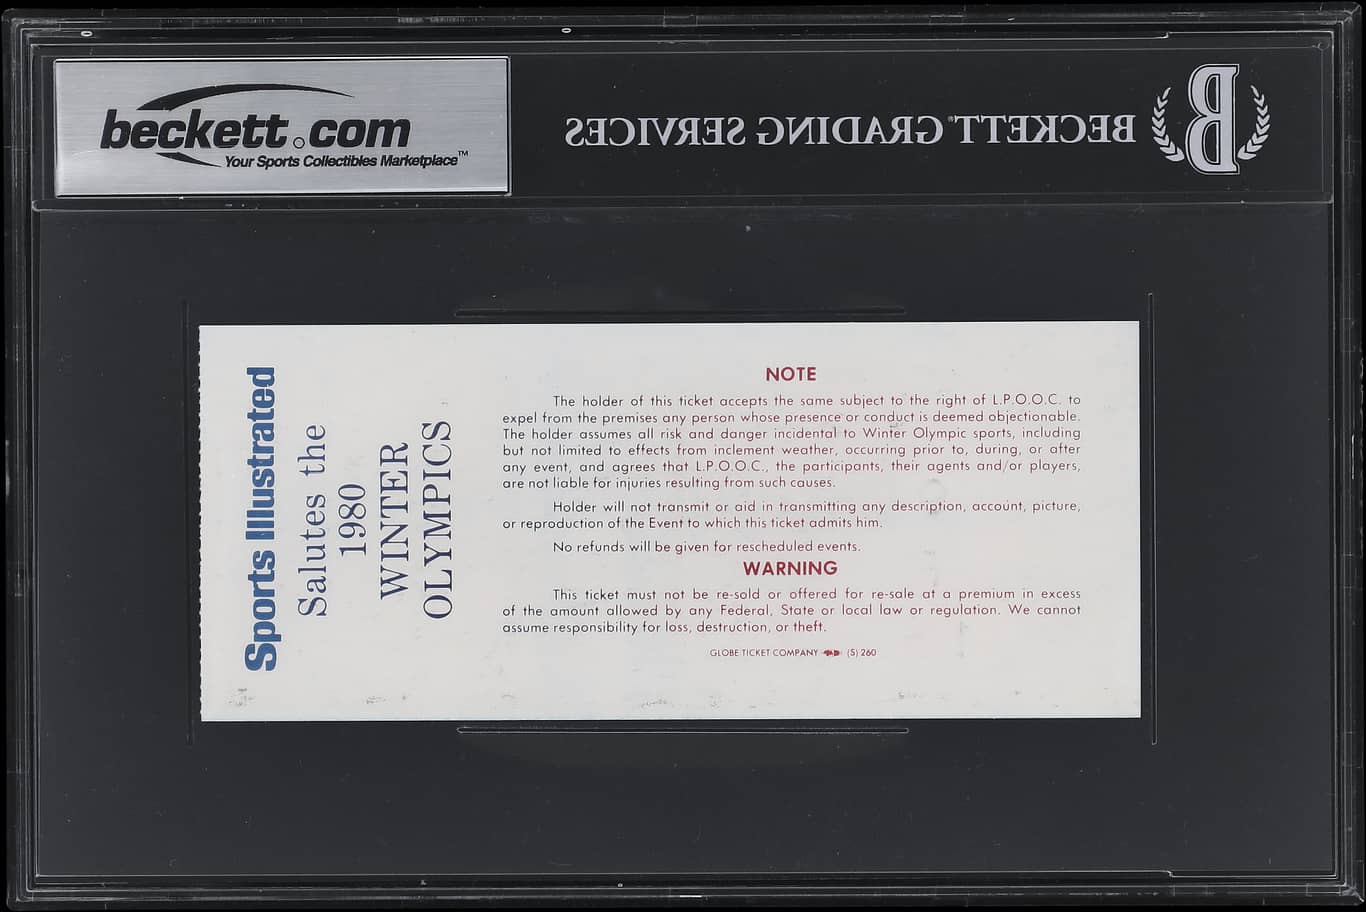 beckett.com
Your Sports Collectibles Marketplace™
BECKETT GRADING SERVICES
B
Sports Illustrated
Salutes the
1980
WINTER
OLYMPICS
NOTE
The holder of this ticket accepts the same subject to the right of L.P.O.O.C. to
expel from the premises any person whose presence or conduct is deemed objectionable.
The holder assumes all risk and danger incidental to Winter Olympic sports, including
but not limited to effects from inclement weather, occurring prior to, during, or after
any event, and agrees that L.P.O.O.C., the participants, their agents and/or players,
are not liable for injuries resulting from such causes.
Holder will not transmit or aid in transmitting any description, account, picture,
or reproduction of the Event to which this ticket admits him.
No refunds will be given for rescheduled events.
WARNING
This ticket must not be re-sold or offered for re-sale at a premium in excess
of the amount allowed by any Federal, State or local law or regulation. We cannot
assume responsibility for loss, destruction, or theft.
GLOBE TICKET COMPANY (5) 260